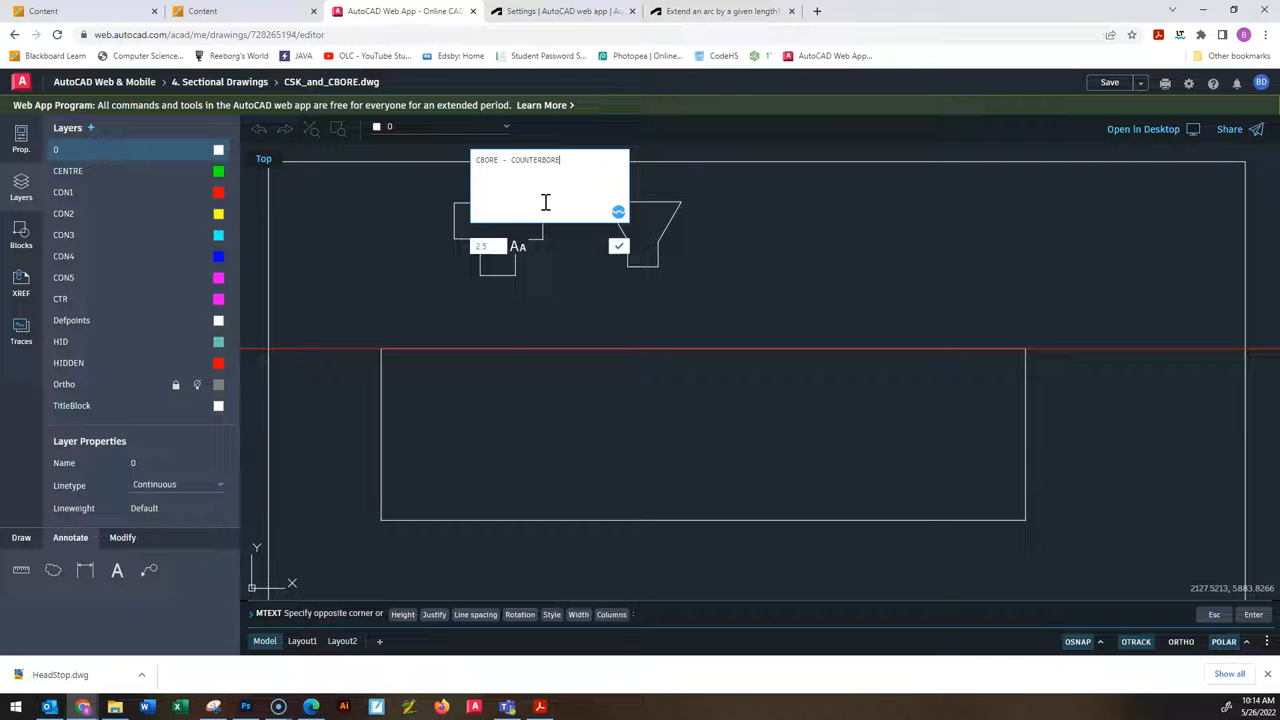 Content
Content
AutoCAD Web App - Online CAD
Settings | AutoCAD web app | Au
Extend an arc by a given length?
web.autocad.com/acad/me/drawings/728265194/editor
Blackboard Learn
Computer Science...
Reeborg's World
JAVA
OLC - YouTube Stu...
Edsby: Home
Student Password S...
Photopea | Online...
CodeHS
AutoCAD Web App...
Other bookmarks
AutoCAD Web & Mobile > 4. Sectional Drawings > CSK_and_CBORE.dwg
Save
BD
Web App Program: All commands and tools in the AutoCAD web app are free for everyone for an extended period. Learn More >
Prop.
Layers
Blocks
XREF
Traces
Layers +
0
CENTRE
CON1
CON2
CON3
CON4
CON5
CTR
Defpoints
HID
HIDDEN
Ortho
TitleBlock
Layer Properties
Name 0
Linetype Continuous
Lineweight Default
Draw Annotate Modify
0
Open in Desktop
Share
Top
CBORE - COUNTERBORE
2.5
AA
Y
X
2127.5213, 5883.8266
MTEXT Specify opposite corner or Height Justify Line spacing Rotation Style Width Columns :
Esc Enter
Model Layout1 Layout2 +
OSNAP OTRACK ORTHO POLAR
HeadStop.dwg
Show all
10:14 AM
5/26/2022